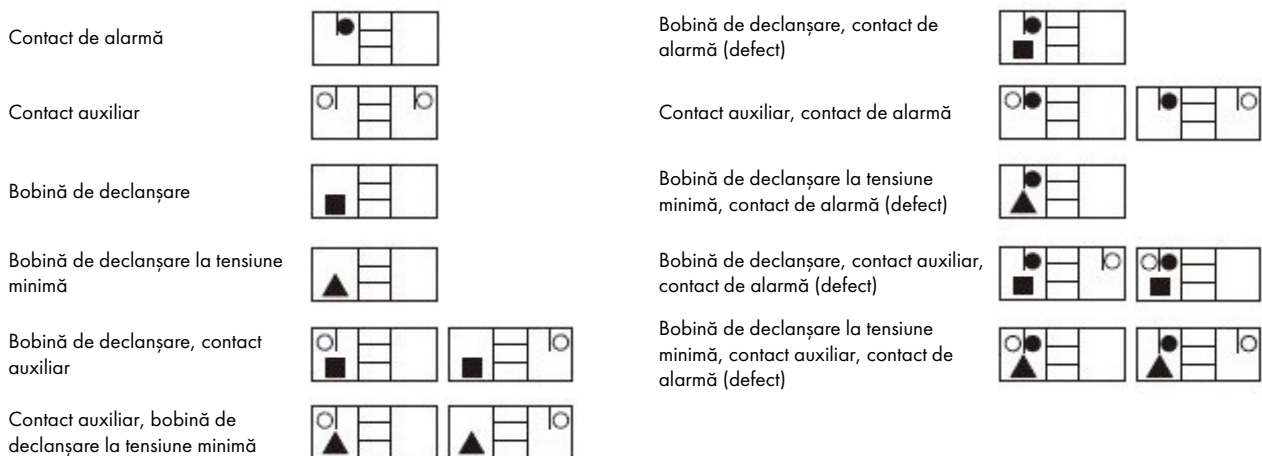 Contact de alarmă
Contact auxiliar
Bobină de declanșare
Bobină de declanșare la tensiune
minimă
Bobină de declanșare, contact
auxiliar
Contact auxiliar, bobină de
declanșare la tensiune minimă
Bobină de declanșare, contact de
alarmă (defect)
Contact auxiliar, contact de alarmă
Bobină de declanșare la tensiune
minimă, contact de alarmă (defect)
Bobină de declanșare, contact auxiliar,
contact de alarmă (defect)
Bobină de declanșare la tensiune
minimă, contact auxiliar, contact de
alarmă (defect)